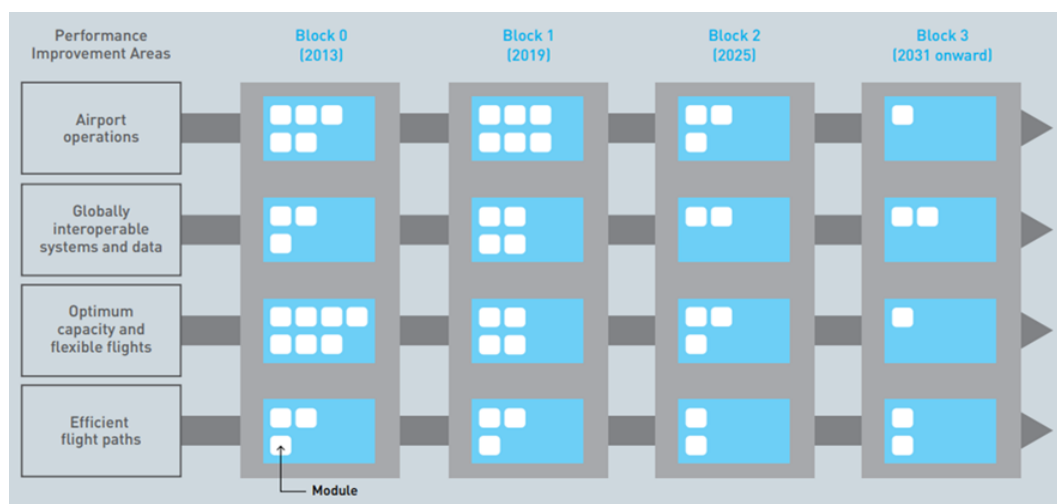 Performance
Improvement Areas
Block 0
(2013)
Block 1
(2019)
Block 2
(2025)
Block 3
(2031 onward)
Airport
operations
Globally
interoperable
systems and data
Optimum
capacity and
flexible flights
Efficient
flight paths
Module